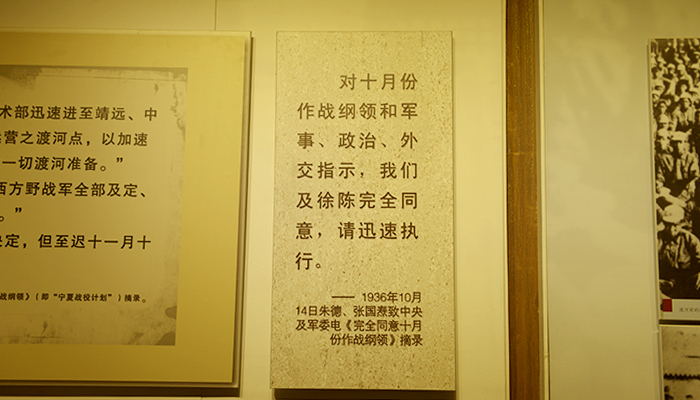 术部迅速进至靖远、中
营之渡河点，以加速
一切渡河准备。”
西方野战军全部及定、
。”
决定，但至迟十一月十
战纲领》（即“宁夏战役计划”）摘录。
对十月份
作战纲领和军
事、政治、外
交指示，我们
及徐陈完全同
意，请迅速执
行。
—— 1936年10月
14日朱德、张国焘致中央
及军委电《完全同意十月
份作战纲领》摘录